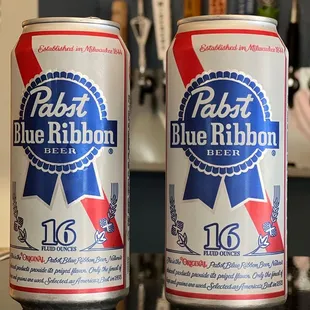 Established in Milwaukee 1844
Pabst
Blue Ribbon
BEER
16
FLUID OUNCES
This is the Original Pabst Blue Ribbon Beer. Nature's
products provide its prized flavor. Only the finest of
and grains are used. Selected as America's Best in 1893.
Established in Milwaukee 1844
Pabst
Blue Ribbon
BEER
16
FLUID OUNCES
This is the Original Pabst Blue Ribbon Beer. Nature's
products provide its prized flavor. Only the finest of
and grains are used. Selected as America's Best in 1893.